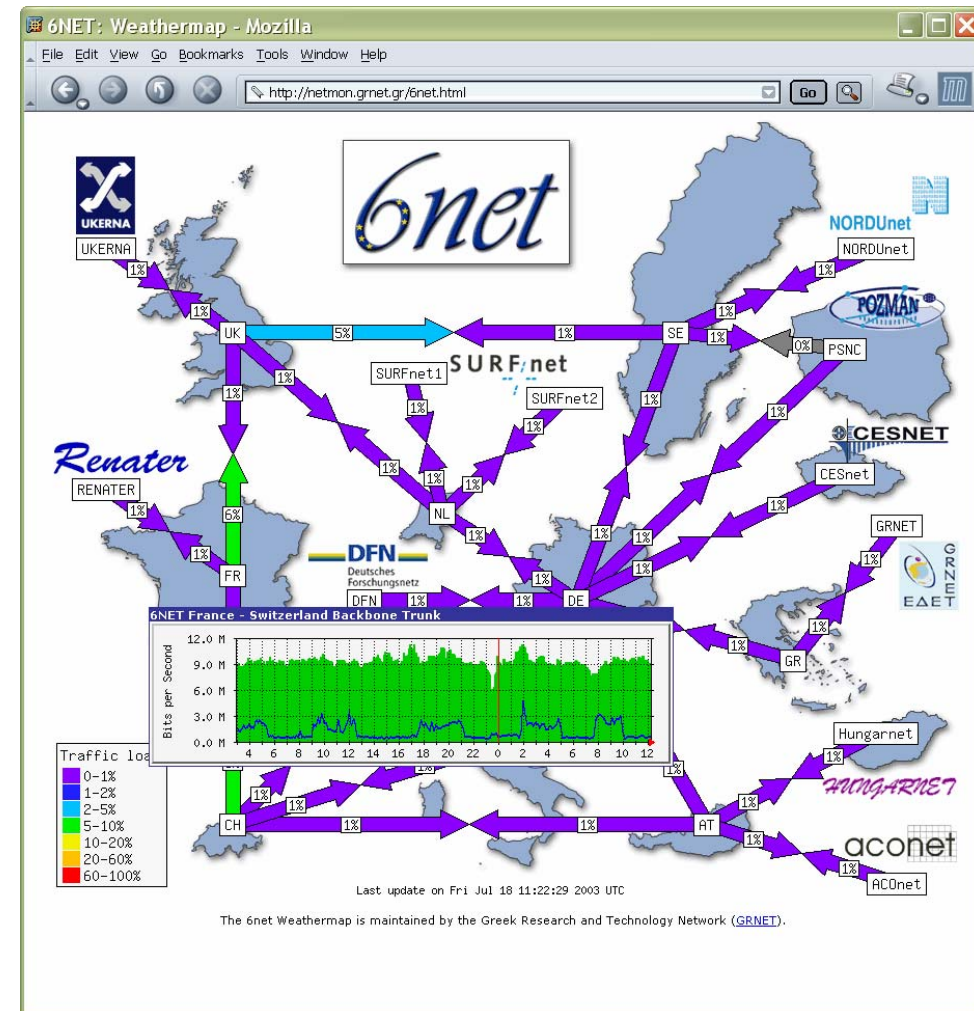 6NET: Weathermap - Mozilla
File Edit View Go Bookmarks Tools Window Help
http://netmon.grnet.gr/6net.html
Go
6net
UKERNA
UKERNA
1%
1%
UK
5%
1%
SE
1%
1%
NORDUnet
NORDUnet
POZMAN
1%
0%
PSNC
SURFnet
SURFnet1
SURFnet2
1%
1%
1%
1%
1%
1%
NL
1%
1%
1%
1%
1%
1%
1%
CESNET
CESnet
1%
1%
Renater
RENATER
1%
1%
6%
FR
DFN
Deutsches
Forschungsnetz
DFN
1%
1%
DE
GRNET
GRNET
EΔET
1%
1%
1%
GR
6NET France - Switzerland Backbone Trunk
Bits per Second
12.0 M
9.0 M
6.0 M
3.0 M
0.0 M
4 6 8 10 12 14 16 18 20 22 0 2 4 6 8 10 12
Traffic loa
0-1%
1-2%
2-5%
5-10%
10-20%
20-60%
60-100%
CH
1%
1%
1%
1%
1%
AT
1%
1%
Hungarnet
HUNGARNET
1%
1%
aconet
ACOnet
Last update on Fri Jul 18 11:22:29 2003 UTC
The 6net Weathermap is maintained by the Greek Research and Technology Network (GRNET).